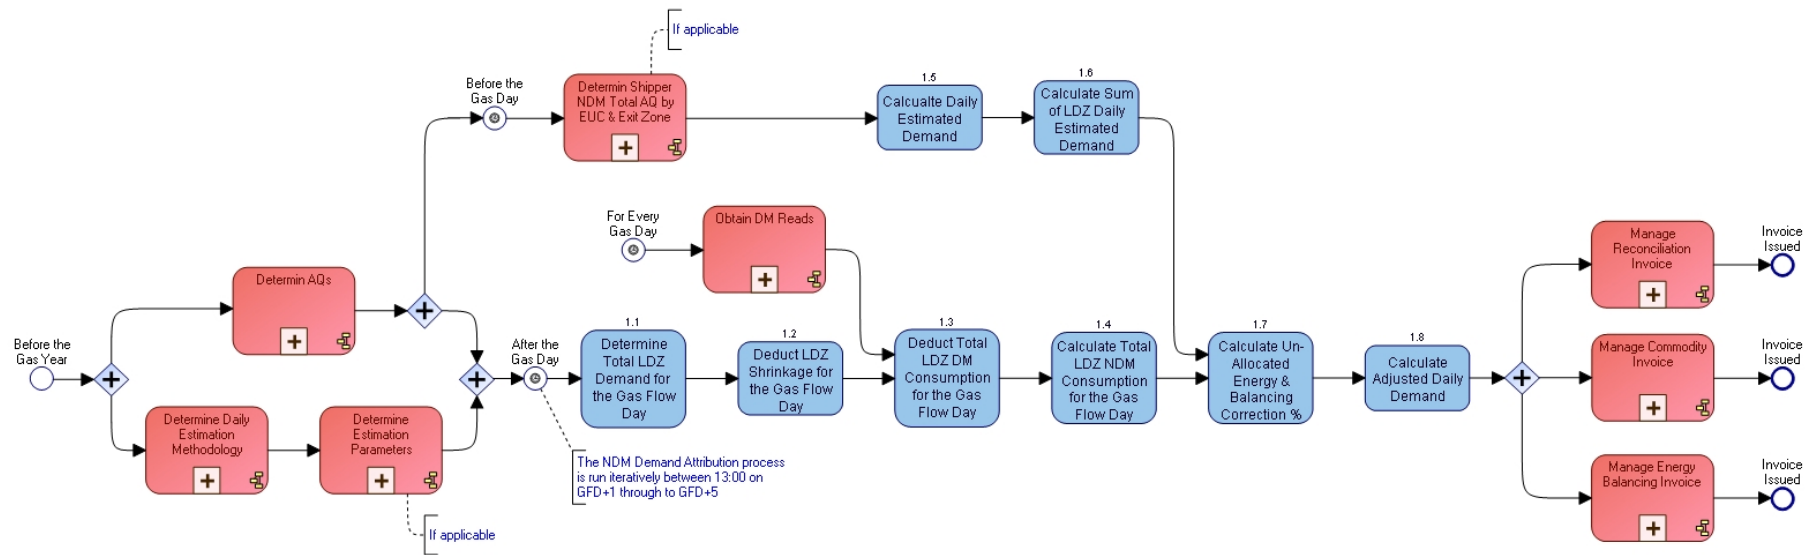 If applicable
Before the
Gas Day
Determin Shipper
NDM Total AQ by
EUC & Exit Zone
1.5
Calcualte Daily
Estimated
Demand
1.6
Calculate Sum
of LDZ Daily
Estimated
Demand
For Every
Gas Day
Obtain DM Reads
Before the
Gas Year
Determin AQs
Determine Daily
Estimation
Methodology
Determine
Estimation
Parameters
If applicable
After the
Gas Day
The NDM Demand Attribution process
is run iteratively between 13:00 on
GFD+1 through to GFD+5
1.1
Determine
Total LDZ
Demand for
the Gas Flow
Day
1.2
Deduct LDZ
Shrinkage for
the Gas Flow
Day
1.3
Deduct Total
LDZ DM
Consumption
for the Gas
Flow Day
1.4
Calculate Total
LDZ NDM
Consumption
for the Gas
Flow Day
1.7
Calculate Un-
Allocated
Energy &
Balancing
Correction %
1.8
Calculate
Adjusted Daily
Demand
Manage
Reconciliation
Invoice
Invoice
Issued
Manage Commodity
Invoice
Invoice
Issued
Manage Energy
Balancing Invoice
Invoice
Issued